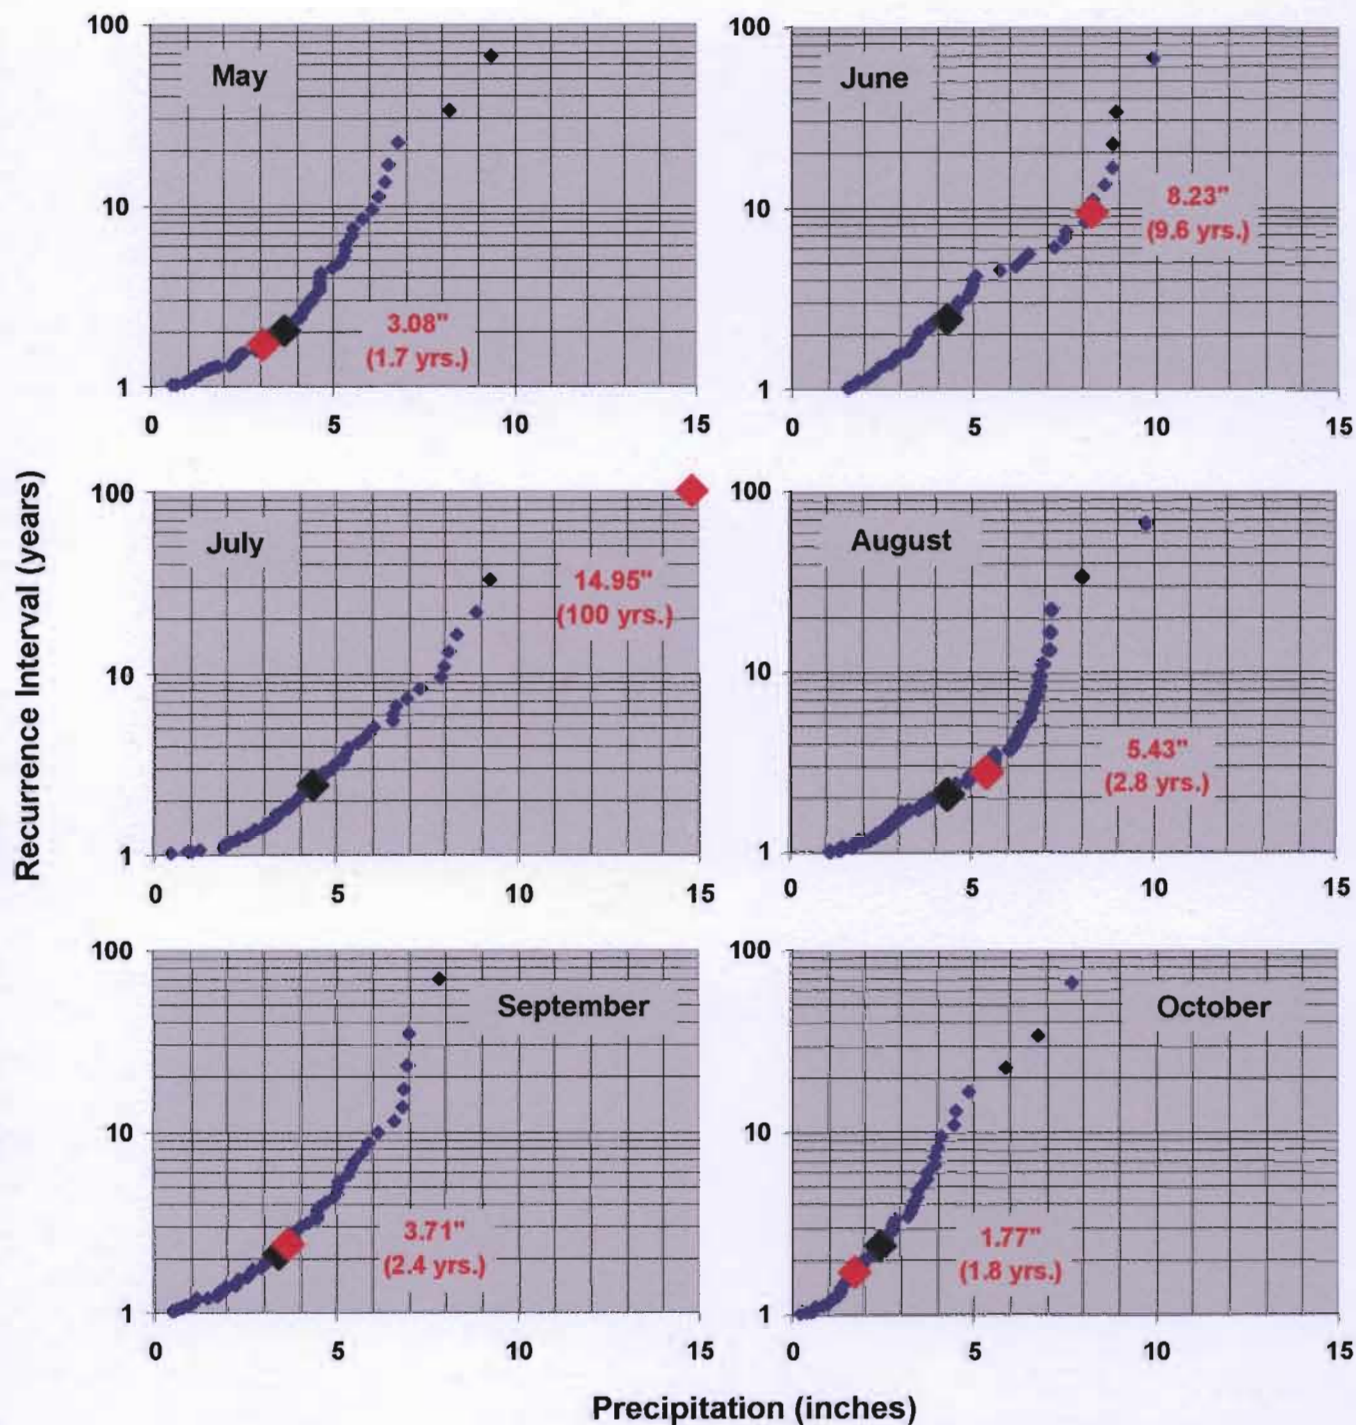 Recurrence Interval (years)
100
10
1
May
3.08"
(1.7 yrs.)
0 5 10 15
100
10
1
June
8.23"
(9.6 yrs.)
0 5 10 15
100
10
1
July
14.95"
(100 yrs.)
0 5 10 15
100
10
1
August
5.43"
(2.8 yrs.)
0 5 10 15
100
10
1
September
3.71"
(2.4 yrs.)
0 5 10 15
100
10
1
October
1.77"
(1.8 yrs.)
0 5 10 15
Precipitation (inches)